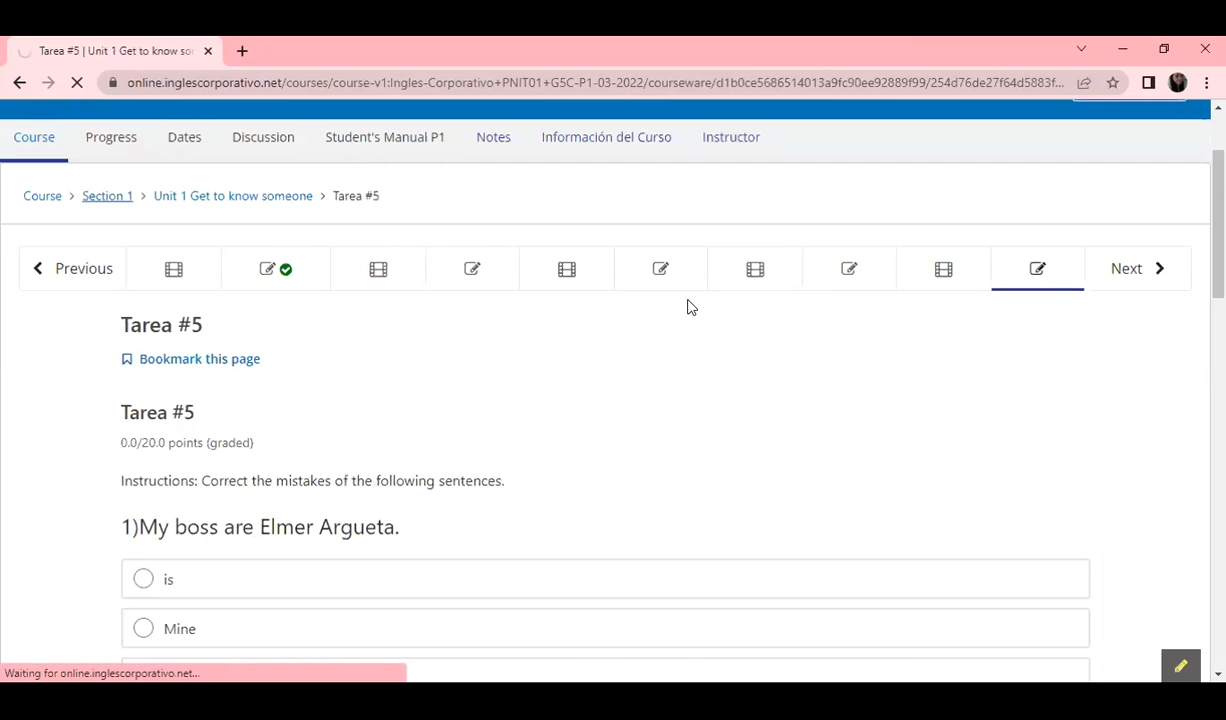 Tarea #5 | Unit 1 Get to know so
online.inglescorporativo.net/courses/course-v1:Ingles-Corporativo+PNIT01+G5C-P1-03-2022/courseware/d1b0ce5686514013a9fc90ee92889f99/254d76de27f64d5883f...
Course Progress Dates Discussion Student's Manual P1 Notes Información del Curso Instructor
Course > Section 1 > Unit 1 Get to know someone > Tarea #5
Previous Next
Tarea #5
Bookmark this page
Tarea #5
0.0/20.0 points (graded)
Instructions: Correct the mistakes of the following sentences.
1)My boss are Elmer Argueta.
is
Mine
Waiting for online.inglescorporativo.net...